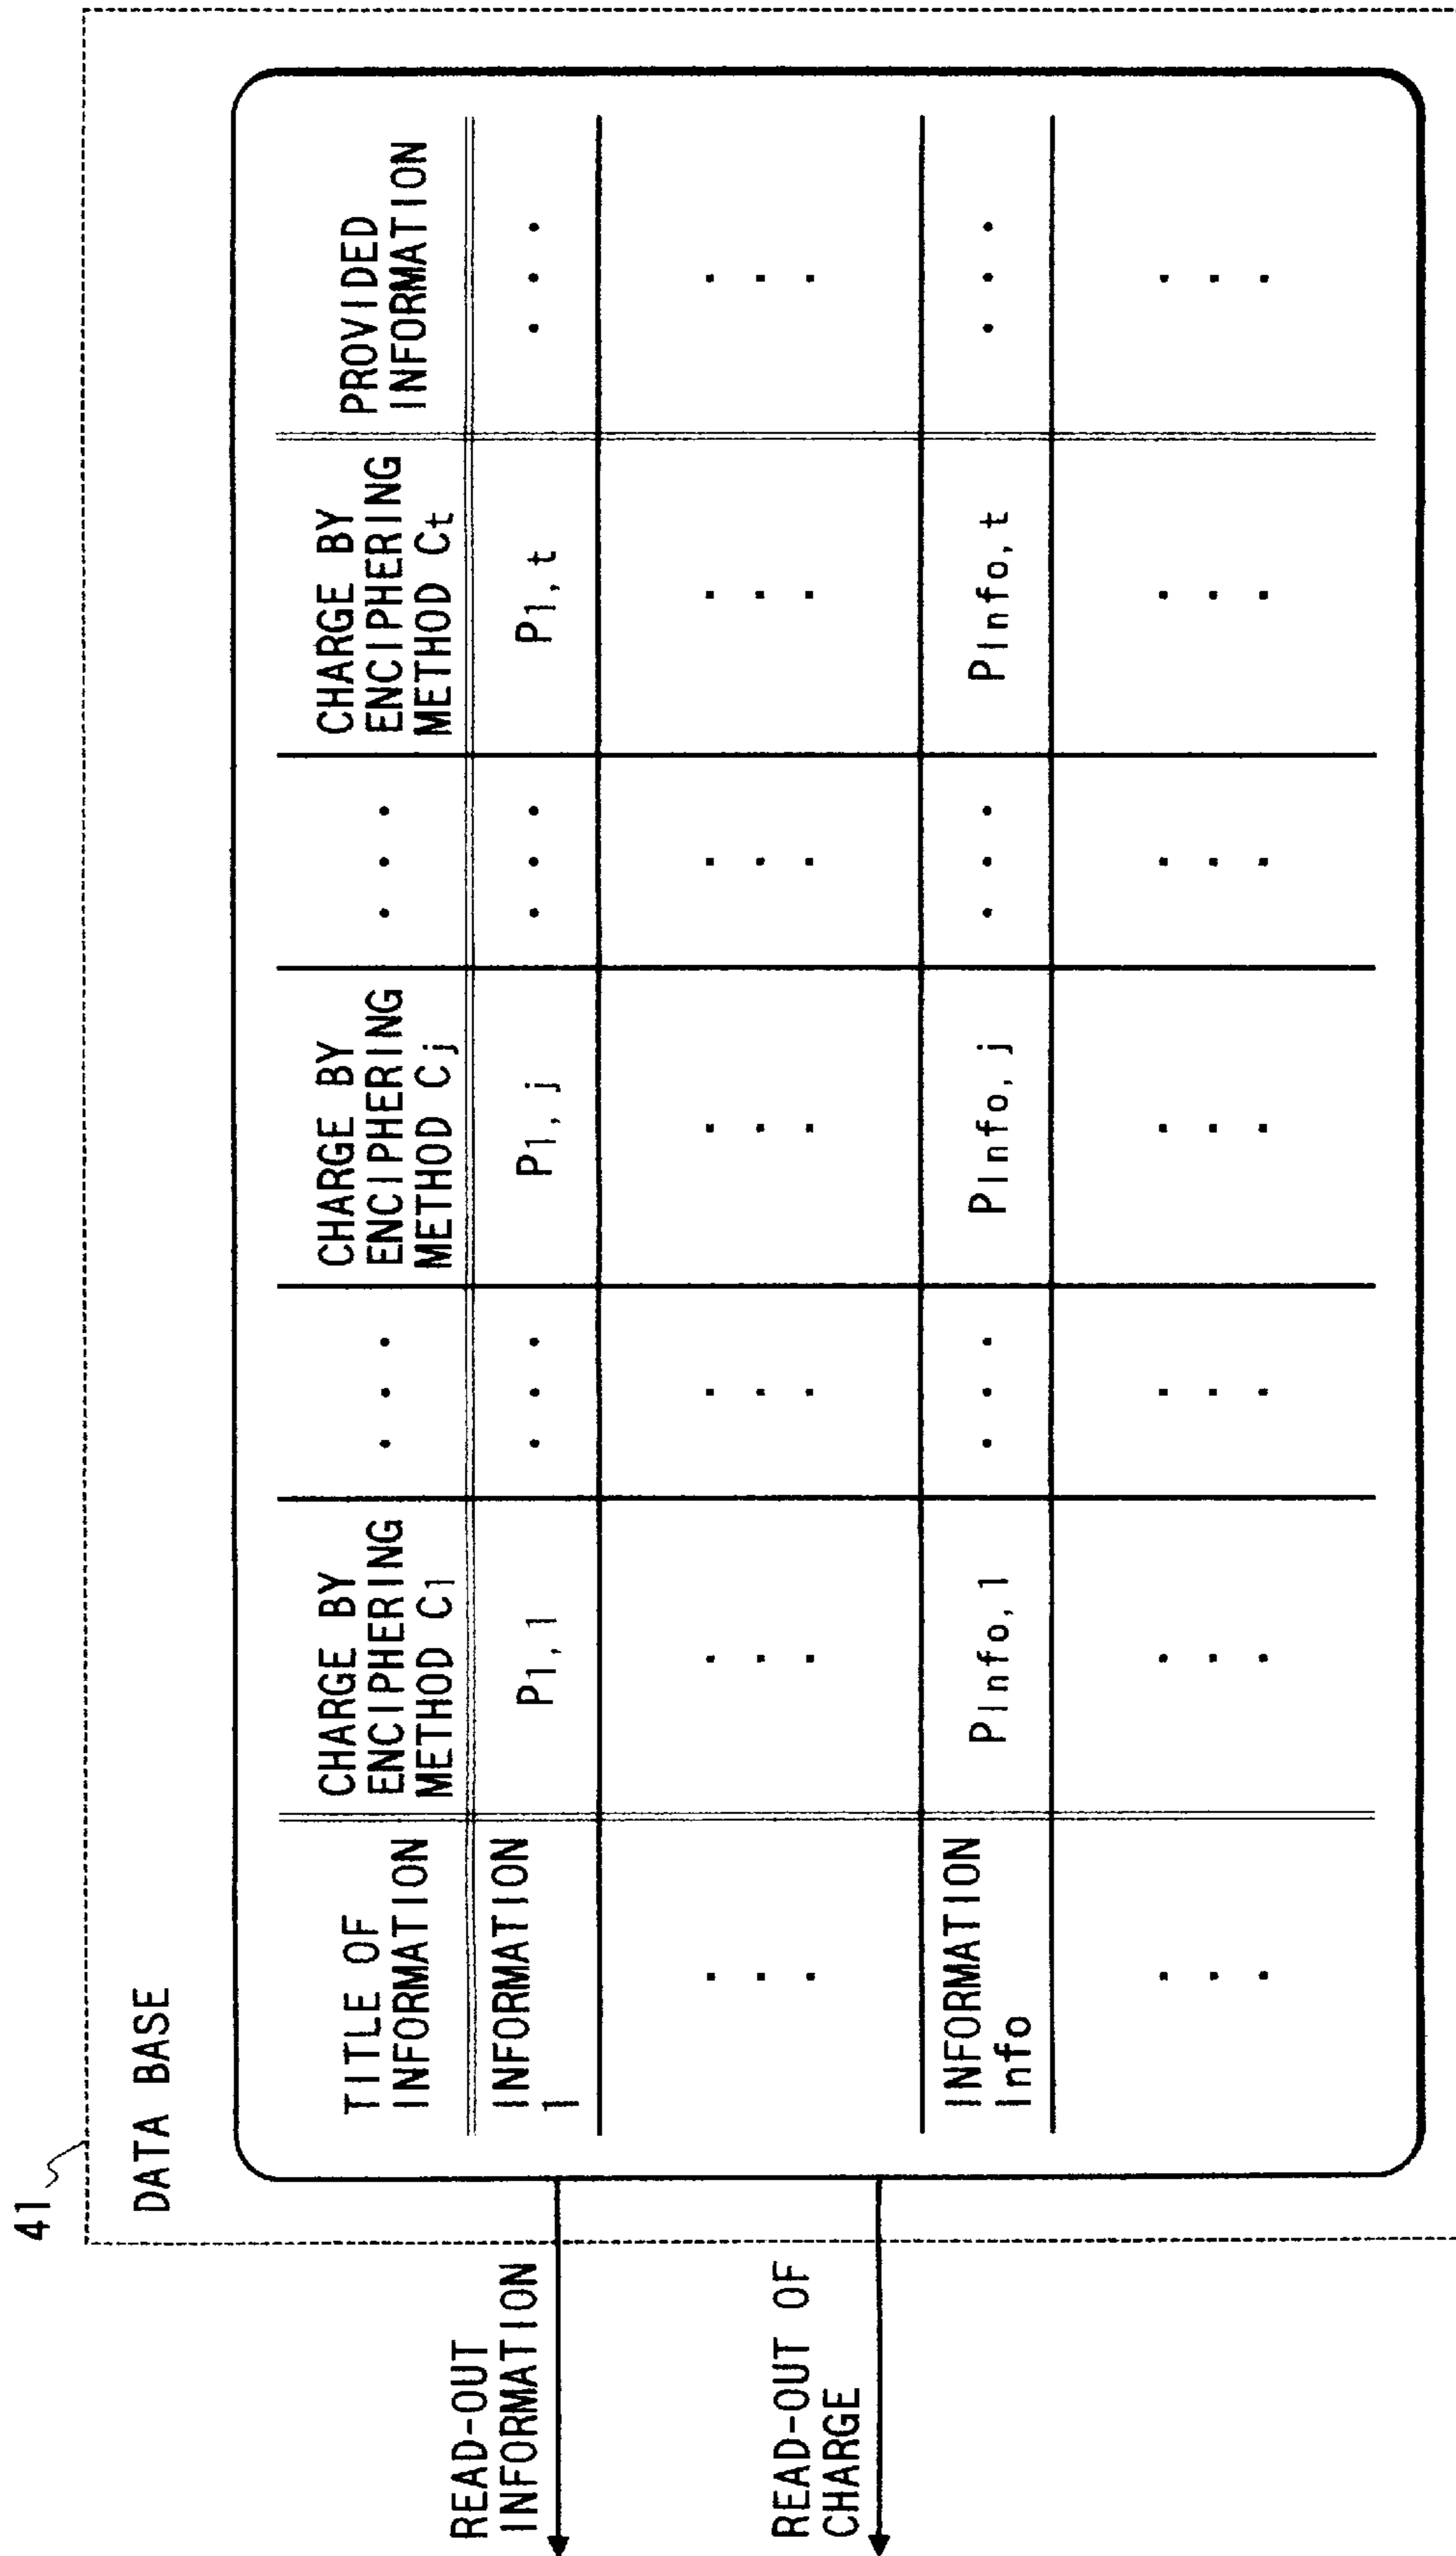 41
DATA BASE
READ-OUT
INFORMATION
READ-OUT OF
CHARGE
TITLE OF
INFORMATION
CHARGE BY
ENCIPHERING
METHOD C1
. . .
CHARGE BY
ENCIPHERING
METHOD Cj
. . .
CHARGE BY
ENCIPHERING
METHOD Ct
PROVIDED
INFORMATION
INFORMATION
1
P1,1
. . .
P1,j
. . .
P1,t
. . .
. . .
. . .
. . .
. . .
. . .
. . .
. . .
INFORMATION
Info
PInfo,1
. . .
PInfo,j
. . .
PInfo,t
. . .
. . .
. . .
. . .
. . .
. . .
. . .
. . .